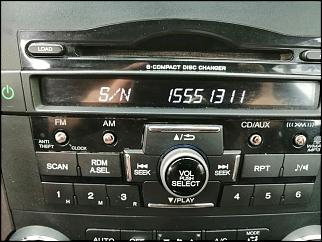 LOAD
6-COMPACT DISC CHANGER
S/N 15551311
FM AM CD/AUX
ANTI THEFT CLOCK
SCAN RDM A.SEL SEEK VOL PUSH SELECT SEEK RPT
PLAY
1 2 3 4 5 6
H M R
AUTO A/C MODE